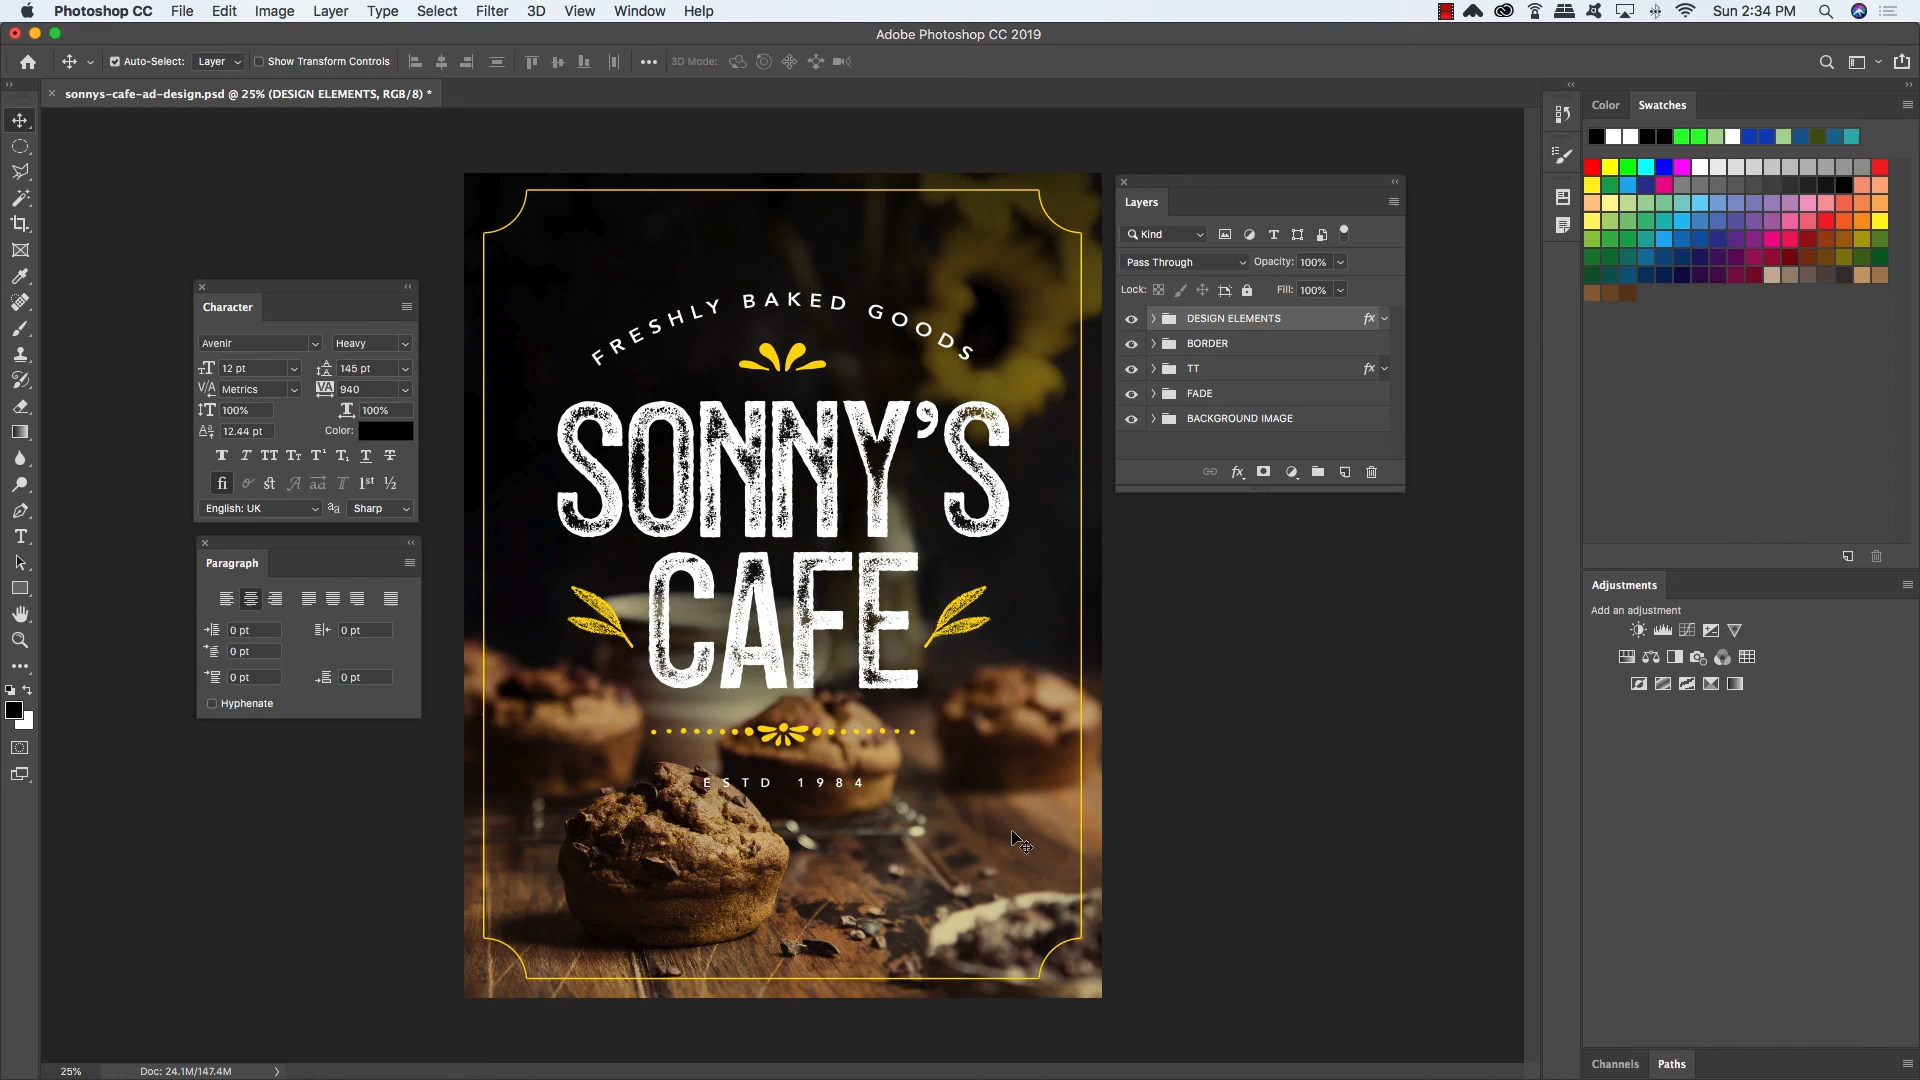 Photoshop CC File Edit Image Layer Type Select Filter 3D View Window Help Sun 2:34 PM
Adobe Photoshop CC 2019
Auto-Select: Layer Show Transform Controls 3D Mode:
sonnys-cafe-ad-design.psd @ 25% (DESIGN ELEMENTS, RGB/8) *
Color Swatches
Layers
Kind
Pass Through Opacity: 100%
Lock: Fill: 100%
DESIGN ELEMENTS fx
BORDER
TT fx
FADE
BACKGROUND IMAGE
fx
Character
Avenir Heavy
12 pt 145 pt
Metrics 940
100% 100%
12.44 pt Color:
English: UK aa Sharp
Paragraph
0 pt 0 pt
0 pt
0 pt 0 pt
Hyphenate
FRESHLY BAKED GOODS
SONNY'S
CAFE
ESTD 1984
Adjustments
Add an adjustment
Channels Paths
25% Doc: 24.1M/147.4M